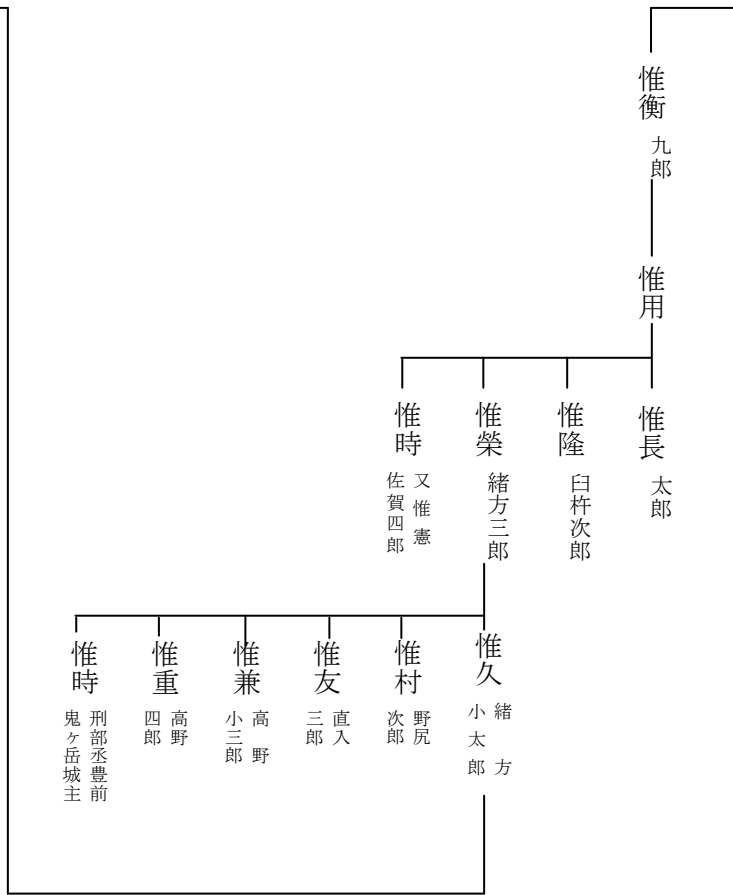 惟衡
九郎
惟用
惟長
太郎
惟隆
臼杵次郎
惟榮
緒方三郎
惟時
又惟憲
佐賀四郎
惟久
緒方
小太郎
惟村
野尻
次郎
惟友
直入
三郎
惟兼
高野
小三郎
惟重
高野
四郎
惟時
刑部丞豊前
鬼ヶ岳城主